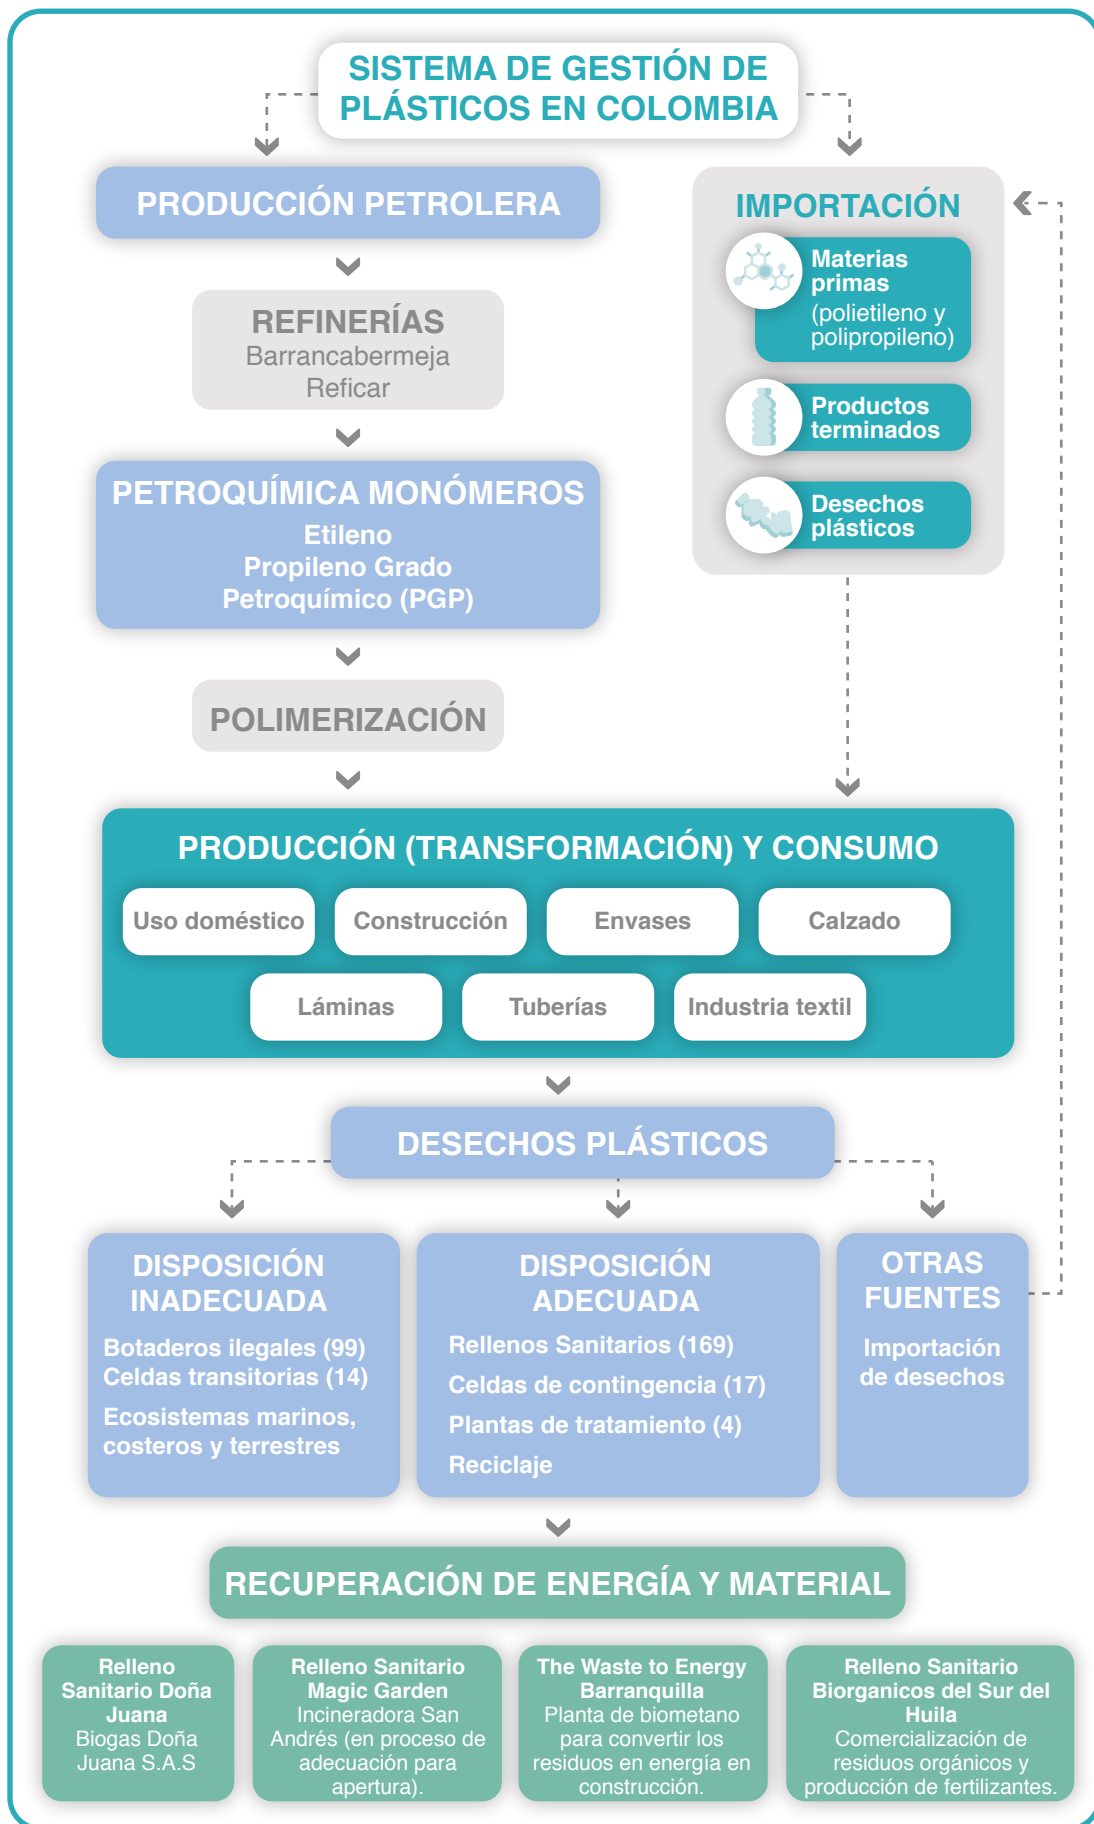 SISTEMA DE GESTIÓN DE
PLÁSTICOS EN COLOMBIA
PRODUCCIÓN PETROLERA
REFINERÍAS
Barrancabermeja
Reficar
PETROQUÍMICA MONÓMEROS
Etileno
Propileno Grado
Petroquímico (PGP)
POLIMERIZACIÓN
IMPORTACIÓN
Materias
primas
(polietileno y
polipropileno)
Productos
terminados
Desechos
plásticos
PRODUCCIÓN (TRANSFORMACIÓN) Y CONSUMO
Uso doméstico
Construcción
Envases
Calzado
Láminas
Tuberías
Industria textil
DESECHOS PLÁSTICOS
DISPOSICIÓN
INADECUADA
Botaderos ilegales (99)
Celdas transitorias (14)
Ecosistemas marinos,
costeros y terrestres
DISPOSICIÓN
ADECUADA
Rellenos Sanitarios (169)
Celdas de contingencia (17)
Plantas de tratamiento (4)
Reciclaje
OTRAS
FUENTES
Importación
de desechos
RECUPERACIÓN DE ENERGÍA Y MATERIAL
Relleno
Sanitario Doña
Juana
Biogas Doña
Juana S.A.S
Relleno Sanitario
Magic Garden
Incineradora San
Andrés (en proceso de
adecuación para
apertura).
The Waste to Energy
Barranquilla
Planta de biometano
para convertir los
residuos en energía en
construcción.
Relleno Sanitario
Biorganicos del Sur del
Huila
Comercialización de
residuos orgánicos y
producción de fertilizantes.